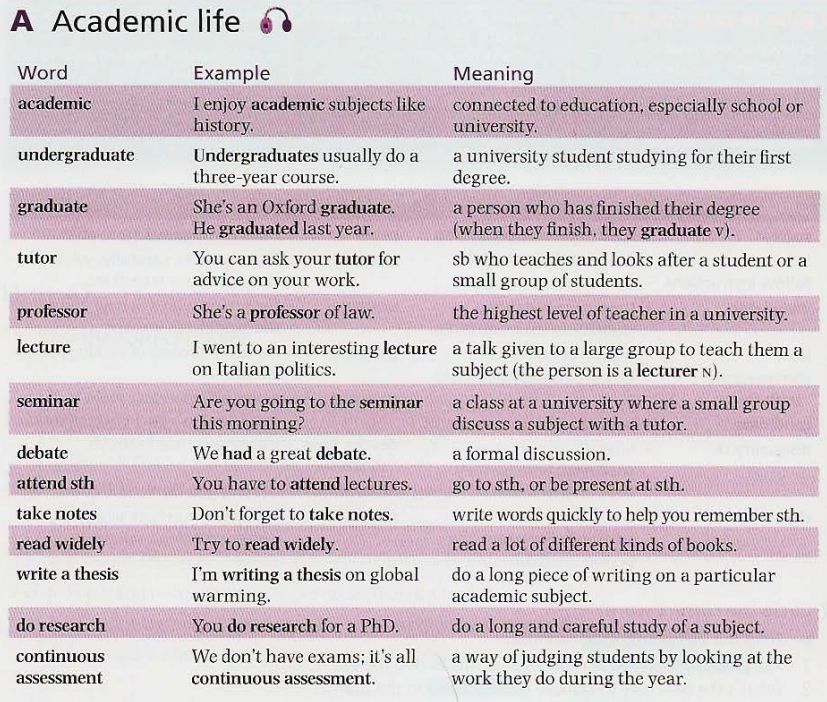 A Academic life
Word Example Meaning
academic I enjoy academic subjects like connected to education, especially school or
history. university.
undergraduate Undergraduates usually do a a university student studying for their first
three-year course. degree.
graduate She's an Oxford graduate. a person who has finished their degree
He graduated last year. (when they finish, they graduate V).
tutor You can ask your tutor for sb who teaches and looks after a student or a
advice on your work. small group of students.
professor She's a professor of law. the highest level of teacher in a university.
lecture I went to an interesting lecture a talk given to a large group to teach them a
on Italian politics. subject (the person is a lecturer N).
seminar Are you going to the seminar a class at a university where a small group
this morning? discuss a subject with a tutor.
debate We had a great debate. a formal discussion.
attend sth You have to attend lectures. go to sth, or be present at sth.
take notes Don't forget to take notes. write words quickly to help you remember sth.
read widely Try to read widely. read a lot of different kinds of books.
write a thesis I'm writing a thesis on global do a long piece of writing on a particular
warming. academic subject.
do research You do research for a PhD. do a long and careful study of a subject.
continuous We don't have exams; it's all a way of judging students by looking at the
assessment continuous assessment. work they do during the year.